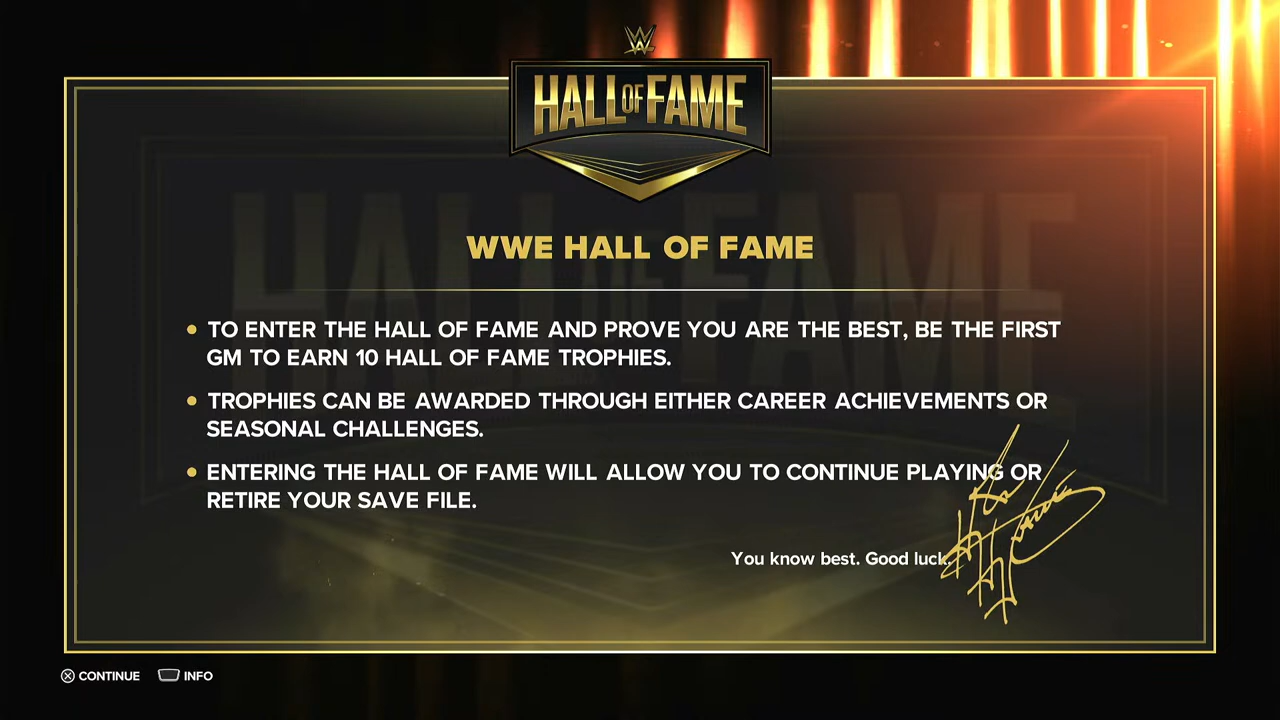 HALL OF FAME
WWE HALL OF FAME
TO ENTER THE HALL OF FAME AND PROVE YOU ARE THE BEST, BE THE FIRST
GM TO EARN 10 HALL OF FAME TROPHIES.
TROPHIES CAN BE AWARDED THROUGH EITHER CAREER ACHIEVEMENTS OR
SEASONAL CHALLENGES.
ENTERING THE HALL OF FAME WILL ALLOW YOU TO CONTINUE PLAYING OR
RETIRE YOUR SAVE FILE.
You know best. Good luck.
CONTINUE INFO